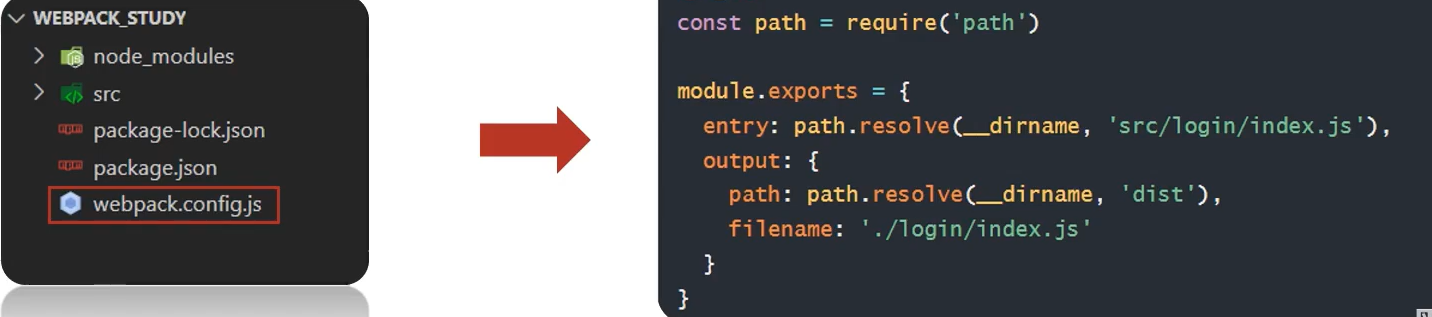 WEBPACK_STUDY
node_modules
src
package-lock.json
package.json
webpack.config.js
const path = require('path')
module.exports = {
entry: path.resolve(__dirname, 'src/login/index.js'),
output: {
path: path.resolve(__dirname, 'dist'),
filename: './login/index.js'
}
}